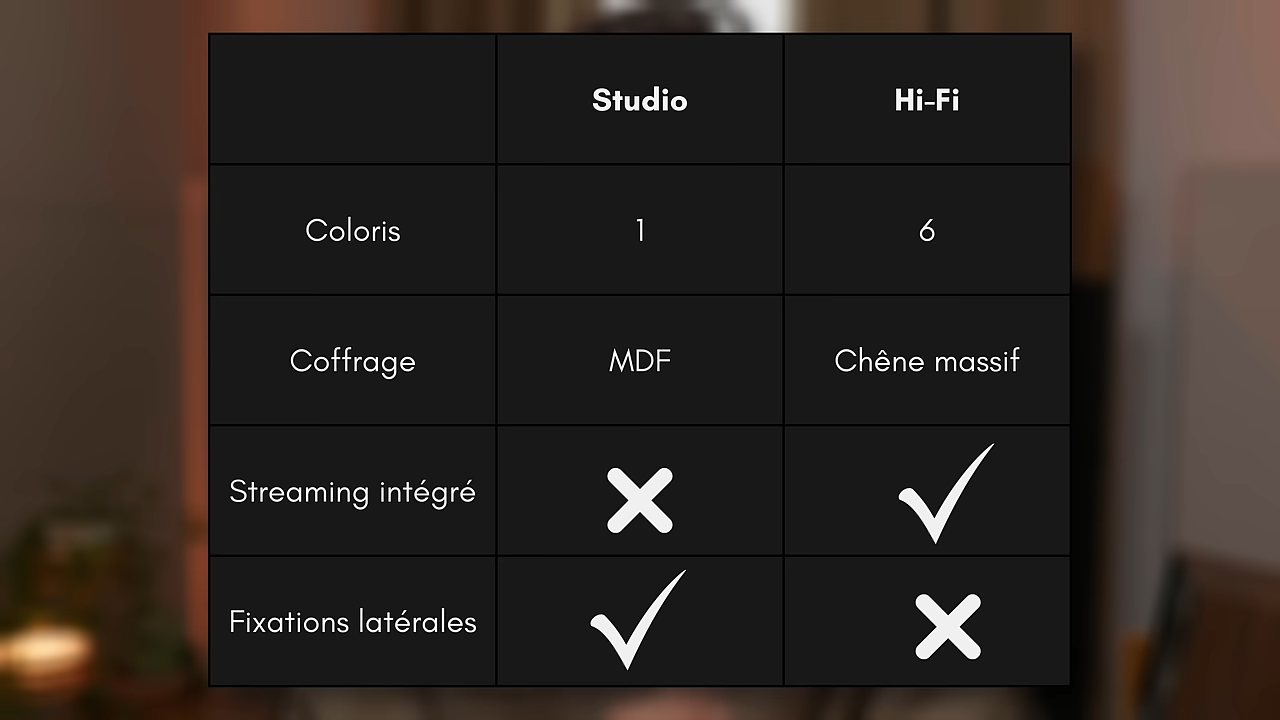 Studio
Hi-Fi
Coloris
1
6
Coffrage
MDF
Chêne massif
Streaming intégré
Fixations latérales